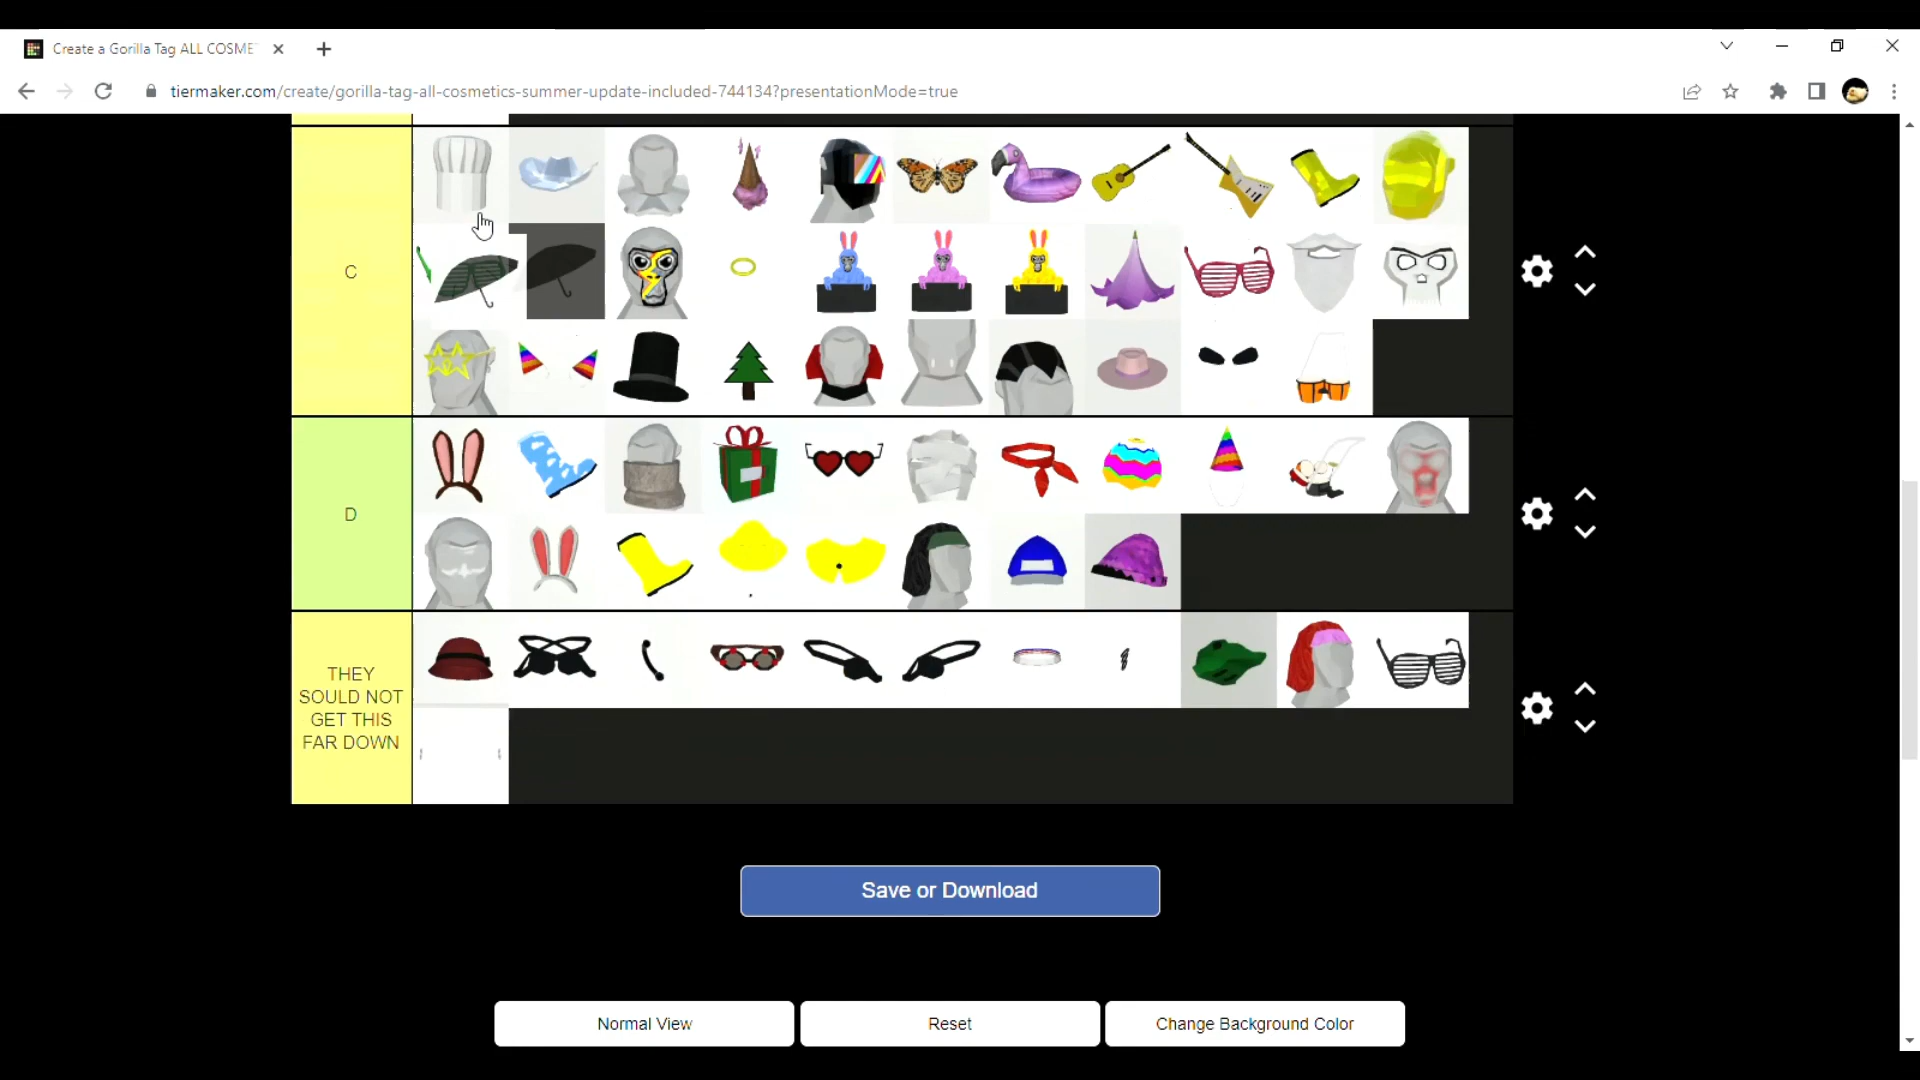 Create a Gorilla Tag ALL COSME
tiermaker.com/create/gorilla-tag-all-cosmetics-summer-update-included-744134?presentationMode=true
C
D
THEY
SOULD NOT
GET THIS
FAR DOWN
Save or Download
Normal View
Reset
Change Background Color